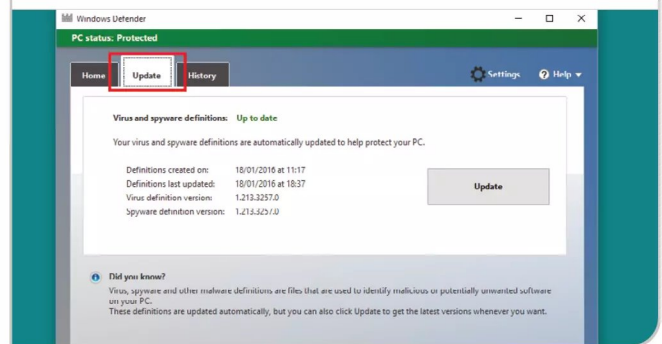 Windows Defender
PC status: Protected
Home Update History Settings Help
Virus and spyware definitions: Up to date
Your virus and spyware definitions are automatically updated to help protect your PC.
Definitions created on: 18/01/2016 at 11:17
Definitions last updated: 18/01/2016 at 18:37
Virus definition version: 1.213.3257.0
Spyware definition version: 1.213.3257.0
Update
Did you know?
Virus, spyware and other malware definitions are files that are used to identify malicious or potentially unwanted software
on your PC.
These definitions are updated automatically, but you can also click Update to get the latest versions whenever you want.